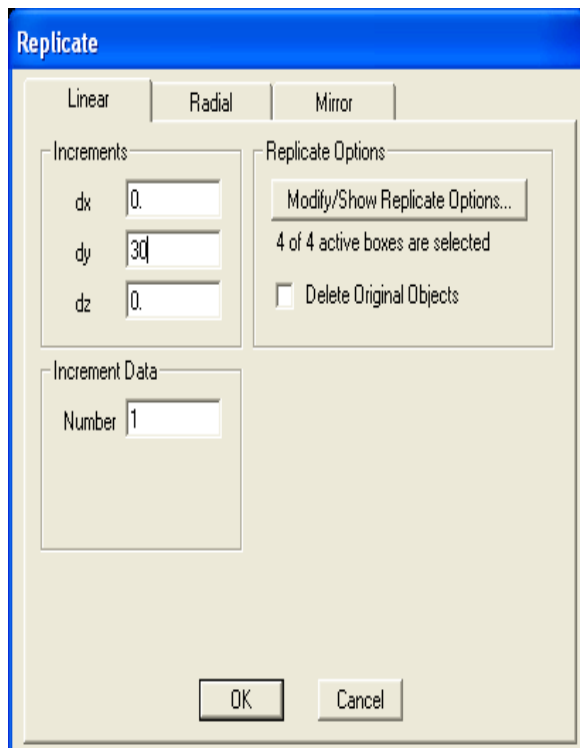 Replicate
Linear Radial Mirror
Increments
dx 0.
dy 30
dz 0.
Replicate Options
Modify/Show Replicate Options...
4 of 4 active boxes are selected
Delete Original Objects
Increment Data
Number 1
OK Cancel